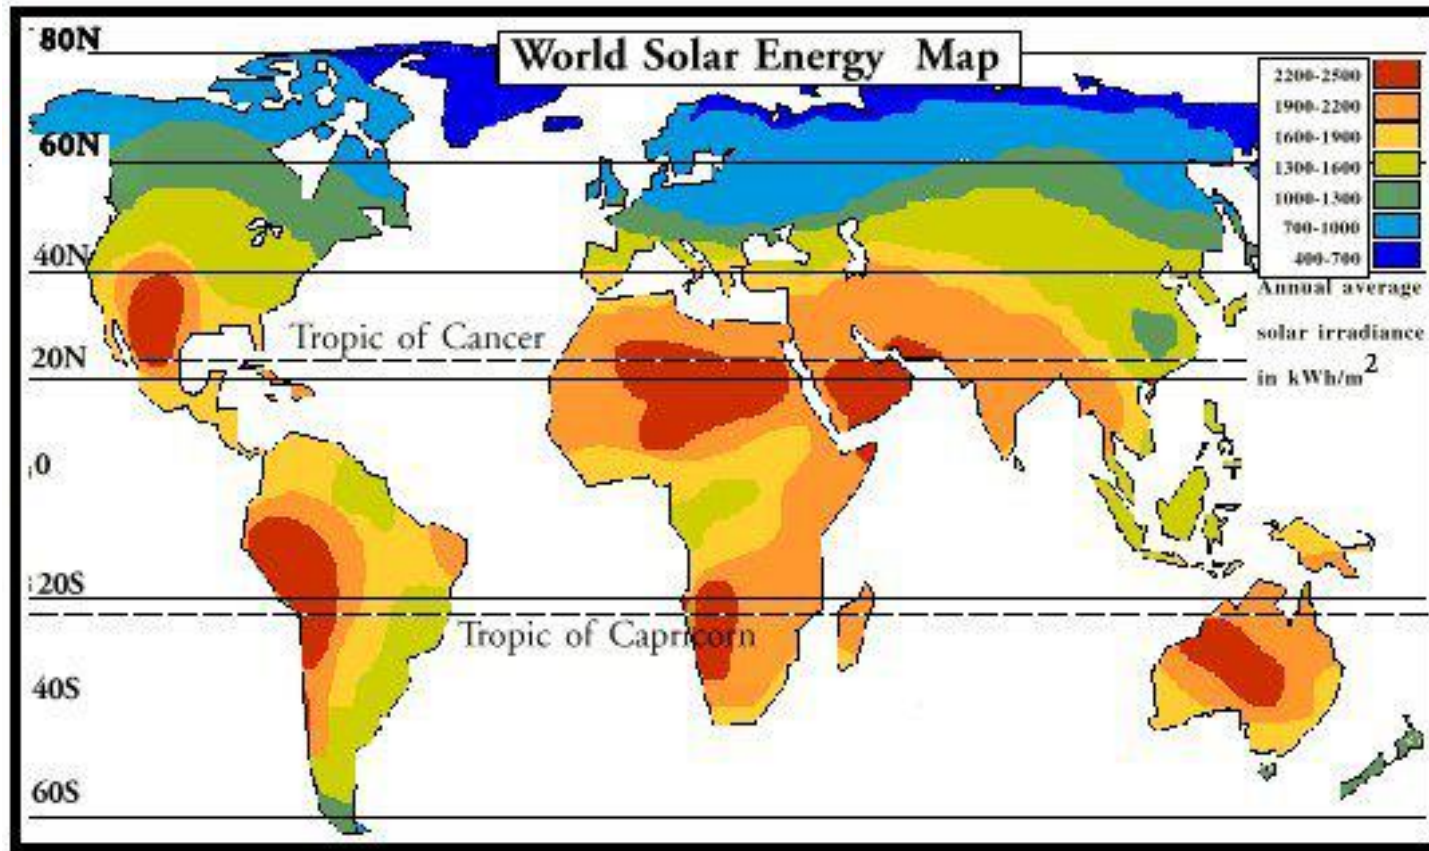 80N
World Solar Energy Map
2200-2500
1900-2200
1600-1900
1300-1600
1000-1300
700-1000
400-700
Annual average
solar irradiance
in kWh/m2
60N
40N
Tropic of Cancer
20N
0
20S
Tropic of Capricorn
40S
60S